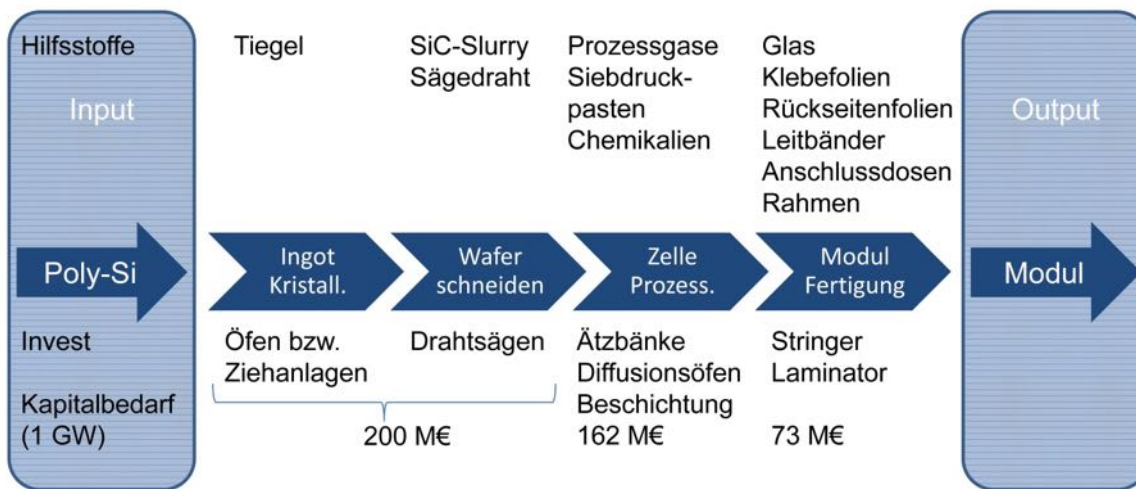 Hilfsstoffe
Input
Tiegel
SiC-Slurry
Sägedraht
Prozessgase
Siebdruck-
pasten
Chemikalien
Glas
Klebefolien
Rückseitenfolien
Leitbänder
Anschlussdosen
Rahmen
Output
Poly-Si
Ingot
Kristall.
Wafer
schneiden
Zelle
Prozess.
Modul
Fertigung
Modul
Invest
Öfen bzw.
Ziehanlagen
Drahtsägen
Ätzbänke
Diffusionsöfen
Beschichtung
Stringer
Laminator
Kapitalbedarf
(1 GW)
200 M€
162 M€
73 M€